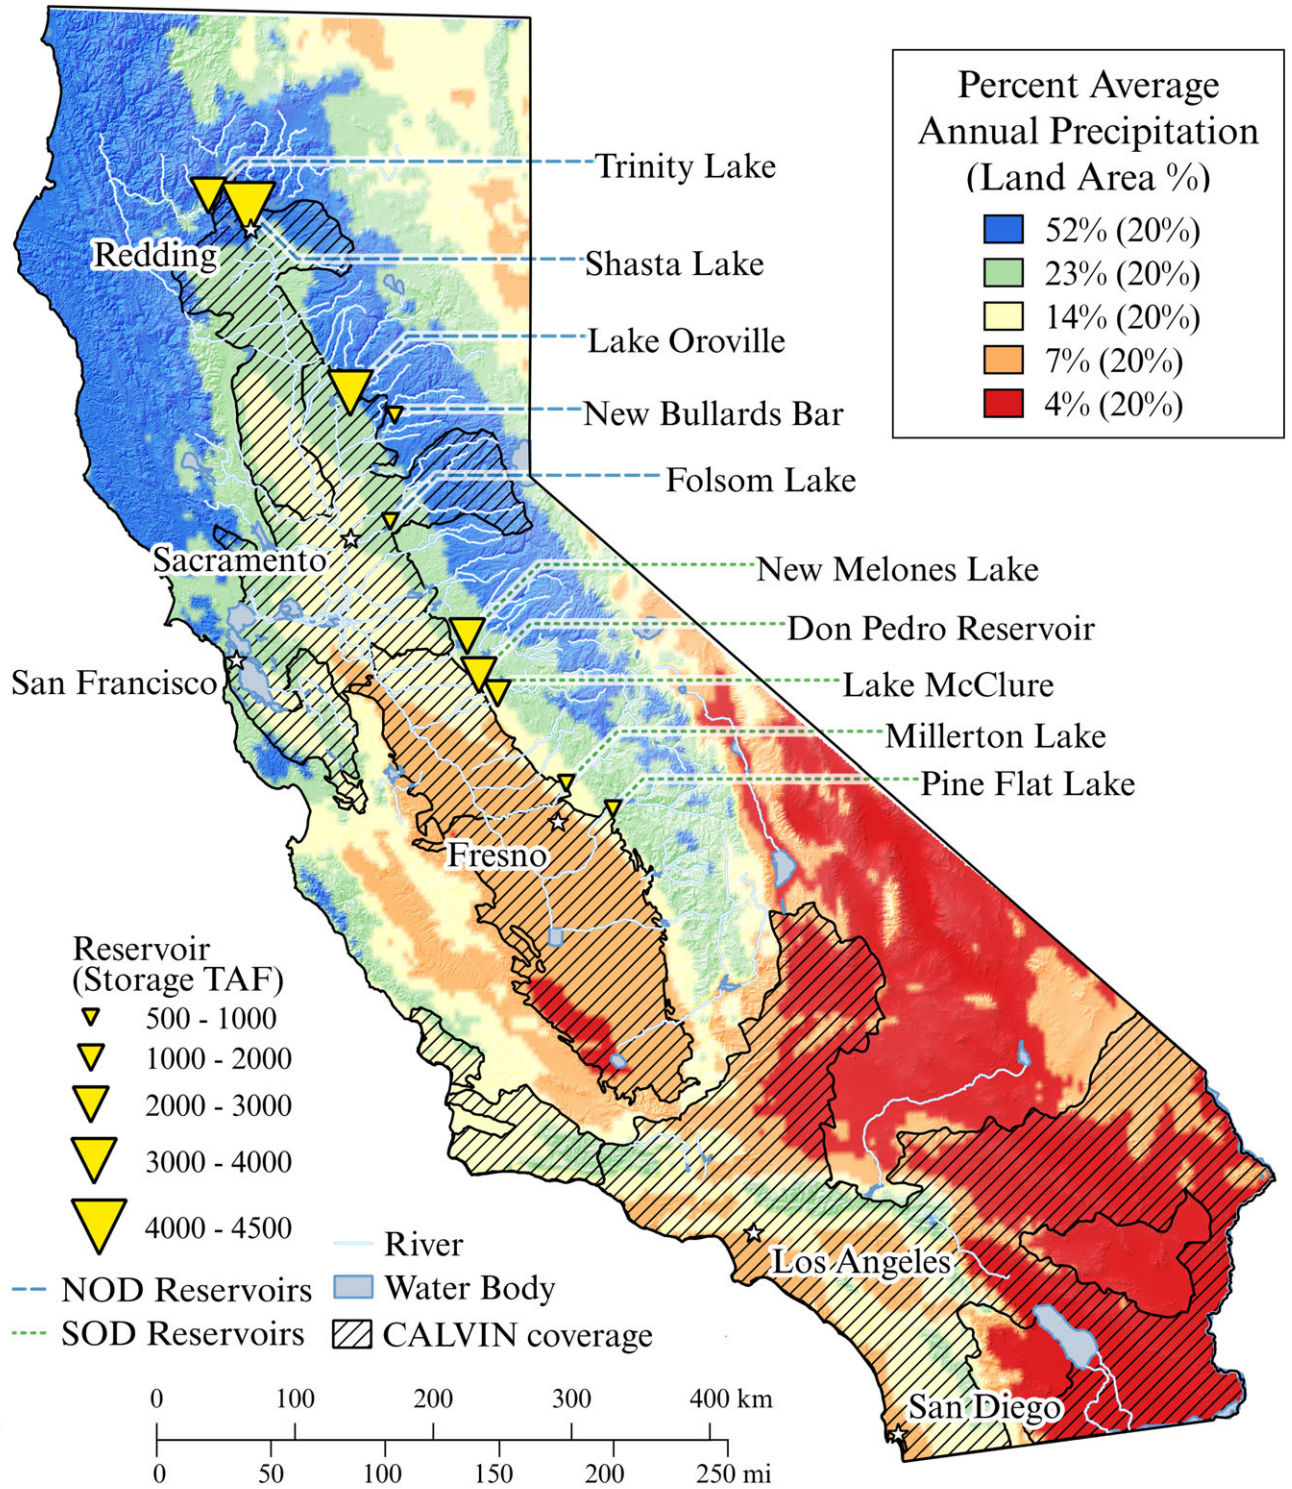 Percent Average
Annual Precipitation
(Land Area %)
52% (20%)
23% (20%)
14% (20%)
7% (20%)
4% (20%)
Trinity Lake
Redding
Shasta Lake
Lake Oroville
New Bullards Bar
Folsom Lake
Sacramento
New Melones Lake
Don Pedro Reservoir
San Francisco
Lake McClure
Millerton Lake
Pine Flat Lake
Fresno
Reservoir
(Storage TAF)
500 - 1000
1000 - 2000
2000 - 3000
3000 - 4000
4000 - 4500
River
NOD Reservoirs
Water Body
SOD Reservoirs
CALVIN coverage
Los Angeles
San Diego
0 100 200 300 400 km
0 50 100 150 200 250 mi